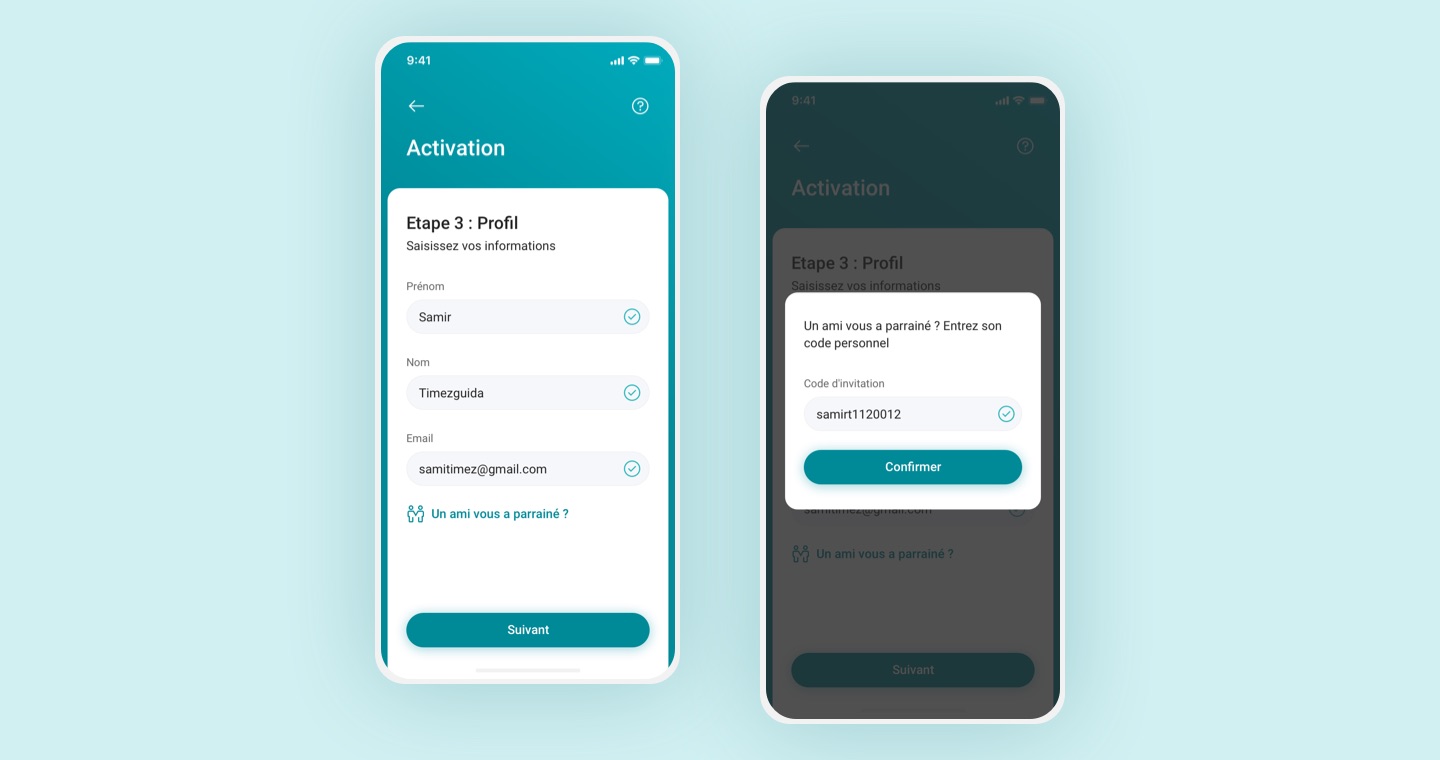 9:41
Activation
Etape 3 : Profil
Saisissez vos informations
Prénom
Samir
Nom
Timezguida
Email
samitimez@gmail.com
Un ami vous a parrainé ?
Suivant
9:41
Activation
Etape 3 : Profil
Saisissez vos informations
Un ami vous a parrainé ? Entrez son
code personnel
Code d'invitation
samirt1120012
Confirmer
samitimez@gmail.com
Un ami vous a parrainé ?
Suivant